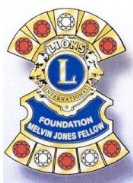 LIONS
L
INTERNATIONAL
FOUNDATION
MELVIN JONES FELLOW